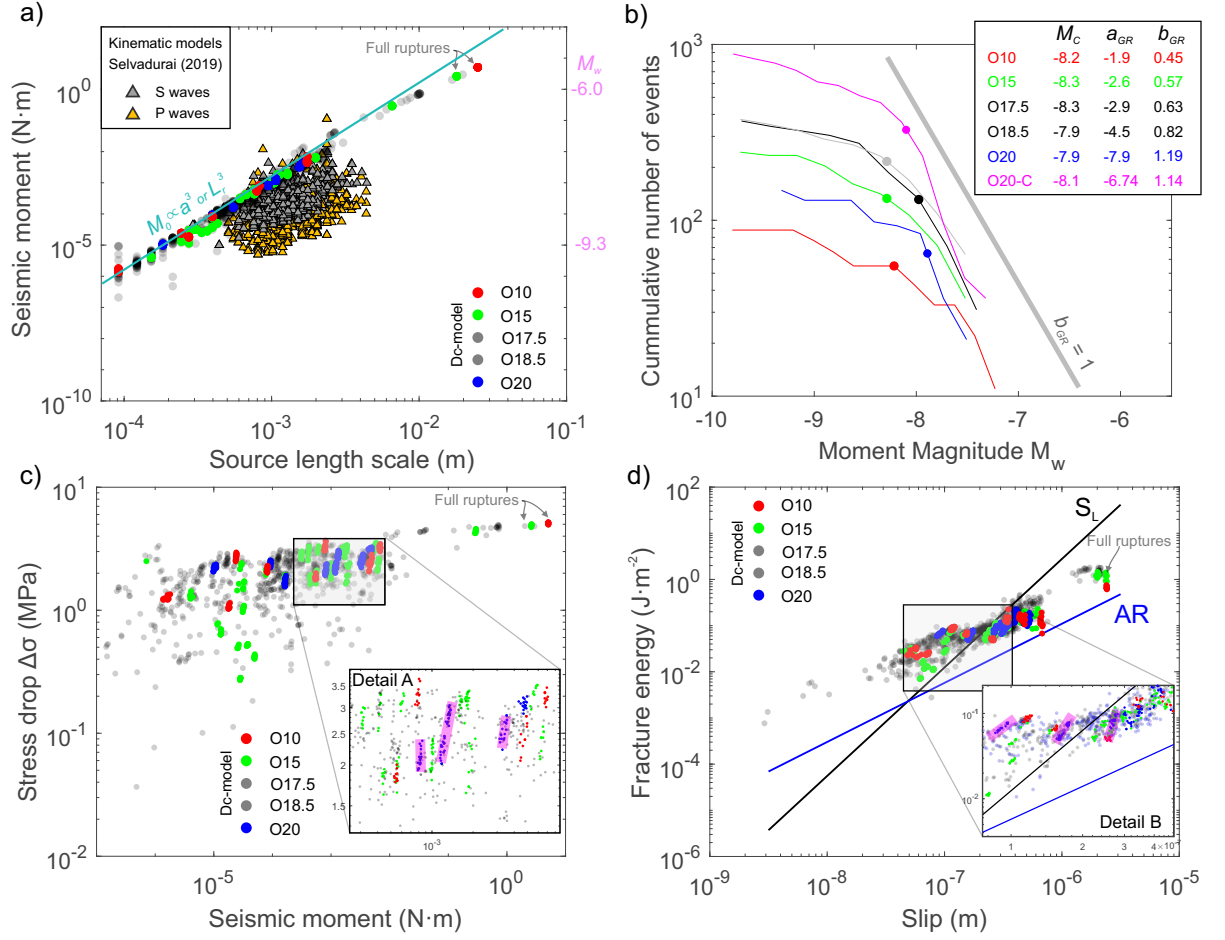 a)
Kinematic models
Selvadurai (2019)
S waves
P waves
Full ruptures
M_w
-6.0
-9.3
M_0 ∝ a^3 or L_r^3
Dc-model
O10
O15
O17.5
O18.5
O20
10^0
10^-5
10^-10
10^-4
10^-3
10^-2
10^-1
Seismic moment (N·m)
Source length scale (m)
b)
M_C a_GR b_GR
O10 -8.2 -1.9 0.45
O15 -8.3 -2.6 0.57
O17.5 -8.3 -2.9 0.63
O18.5 -7.9 -4.5 0.82
O20 -7.9 -7.9 1.19
O20-C -8.1 -6.74 1.14
b_GR = 1
10^3
10^2
10^1
-10 -9 -8 -7 -6
Cummulative number of events
Moment Magnitude M_w
c)
Full ruptures
10^1
10^0
10^-1
10^-2
Stress drop Δσ (MPa)
Dc-model
O10
O15
O17.5
O18.5
O20
Detail A
3.5
3
2.5
2
1.5
10^-3
10^-5
10^0
Seismic moment (N·m)
d)
Dc-model
O10
O15
O17.5
O18.5
O20
S_L
Full ruptures
AR
10^2
10^0
10^-2
10^-4
10^-6
Fracture energy (J·m^-2)
10^-1
10^-2
Detail B
1 2 3 4×10^-7
10^-9 10^-8 10^-7 10^-6 10^-5
Slip (m)